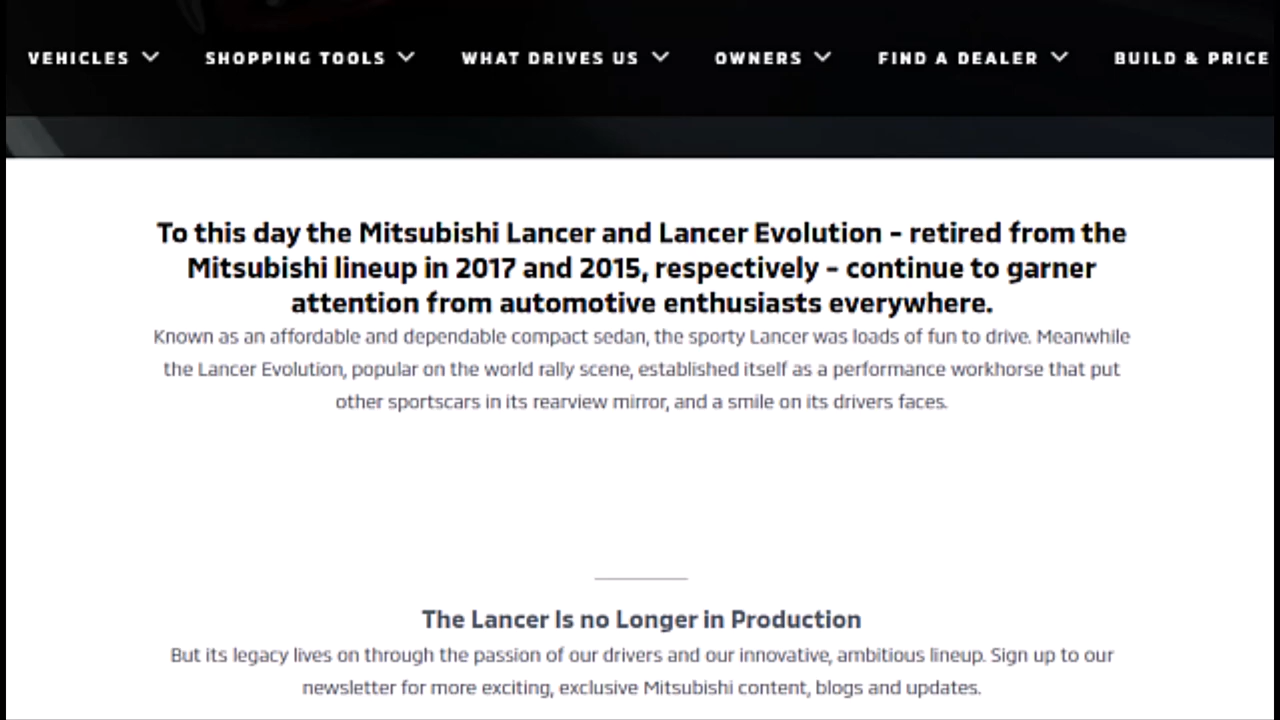 VEHICLES SHOPPING TOOLS WHAT DRIVES US OWNERS FIND A DEALER BUILD & PRICE
To this day the Mitsubishi Lancer and Lancer Evolution – retired from the
Mitsubishi lineup in 2017 and 2015, respectively – continue to garner
attention from automotive enthusiasts everywhere.
Known as an affordable and dependable compact sedan, the sporty Lancer was loads of fun to drive. Meanwhile
the Lancer Evolution, popular on the world rally scene, established itself as a performance workhorse that put
other sportscars in its rearview mirror, and a smile on its drivers faces.
The Lancer Is no Longer in Production
But its legacy lives on through the passion of our drivers and our innovative, ambitious lineup. Sign up to our
newsletter for more exciting, exclusive Mitsubishi content, blogs and updates.